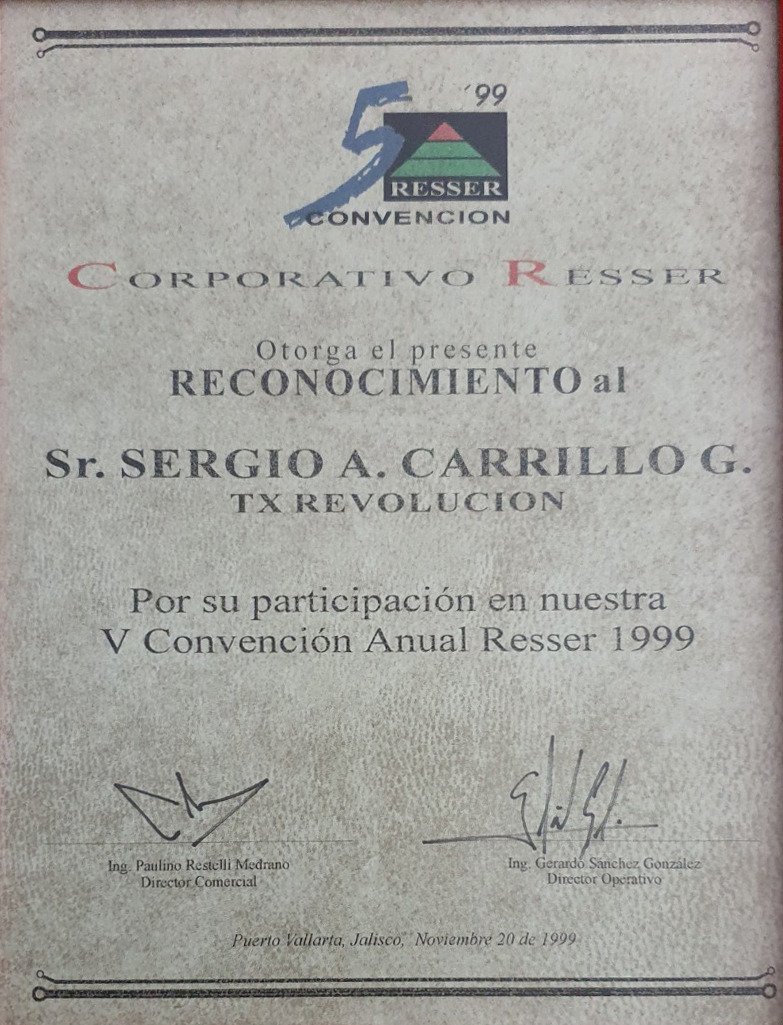 5 ´99
RESSER
CONVENCION
CORPORATIVO RESSER
Otorga el presente
RECONOCIMIENTO al
Sr. SERGIO A. CARRILLO G.
TX REVOLUCION
Por su participación en nuestra
V Convención Anual Resser 1999
Ing. Paulino Restelli Medrano
Director Comercial
Ing. Gerardo Sánchez González
Director Operativo
Puerto Vallarta, Jalisco, Noviembre 20 de 1999